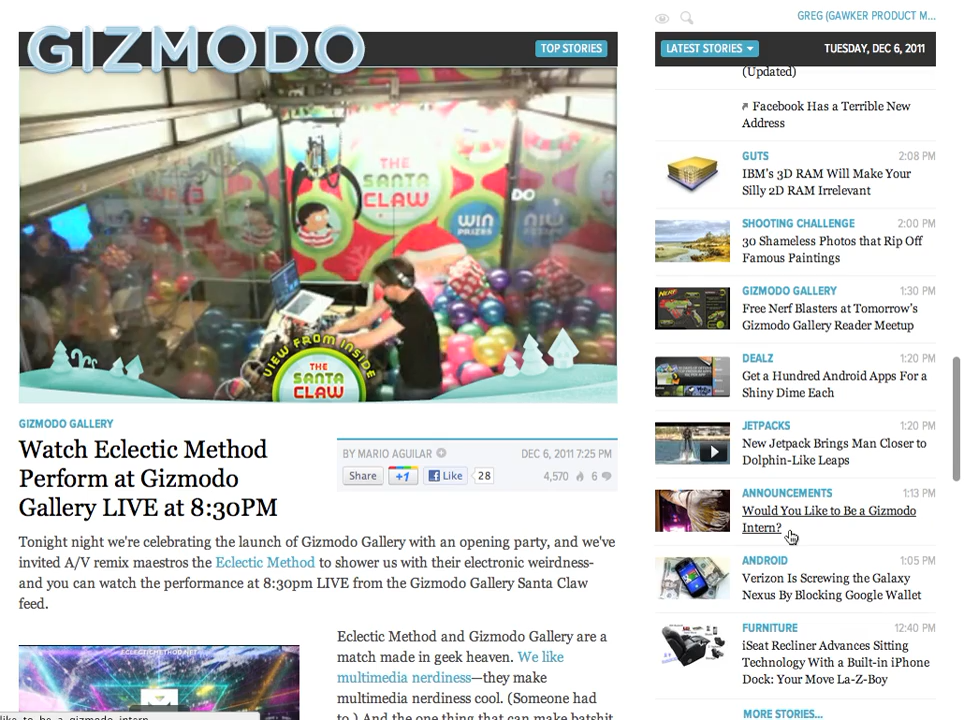 GREG (GAWKER PRODUCT M...
GIZMODO
TOP STORIES
LATEST STORIES
TUESDAY, DEC 6, 2011
THE
SANTA
CLAW
WIN
PRIZES
VIEW FROM INSIDE
THE
SANTA
CLAW
GIZMODO GALLERY
Watch Eclectic Method
Perform at Gizmodo
Gallery LIVE at 8:30PM
BY MARIO AGUILAR
DEC 6, 2011 7:25 PM
Share
+1
Like
28
4,570
6
Tonight night we're celebrating the launch of Gizmodo Gallery with an opening party, and we've
invited A/V remix maestros the Eclectic Method to shower us with their electronic weirdness-
and you can watch the performance at 8:30pm LIVE from the Gizmodo Gallery Santa Claw
feed.
ECLECTICMETHOD.NET
Eclectic Method and Gizmodo Gallery are a
match made in geek heaven. We like
multimedia nerdiness—they make
multimedia nerdiness cool. (Someone had
to.) And the one thing that can make batshit
like_to_be_a_gizmodo_intern
(Updated)
Facebook Has a Terrible New
Address
GUTS
2:08 PM
IBM's 3D RAM Will Make Your
Silly 2D RAM Irrelevant
SHOOTING CHALLENGE
2:00 PM
30 Shameless Photos that Rip Off
Famous Paintings
GIZMODO GALLERY
1:30 PM
Free Nerf Blasters at Tomorrow's
Gizmodo Gallery Reader Meetup
NERF
DEALZ
1:20 PM
Get a Hundred Android Apps For a
Shiny Dime Each
JETPACKS
1:20 PM
New Jetpack Brings Man Closer to
Dolphin-Like Leaps
ANNOUNCEMENTS
1:13 PM
Would You Like to Be a Gizmodo
Intern?
ANDROID
1:05 PM
Verizon Is Screwing the Galaxy
Nexus By Blocking Google Wallet
FURNITURE
12:40 PM
iSeat Recliner Advances Sitting
Technology With a Built-in iPhone
Dock: Your Move La-Z-Boy
MORE STORIES...